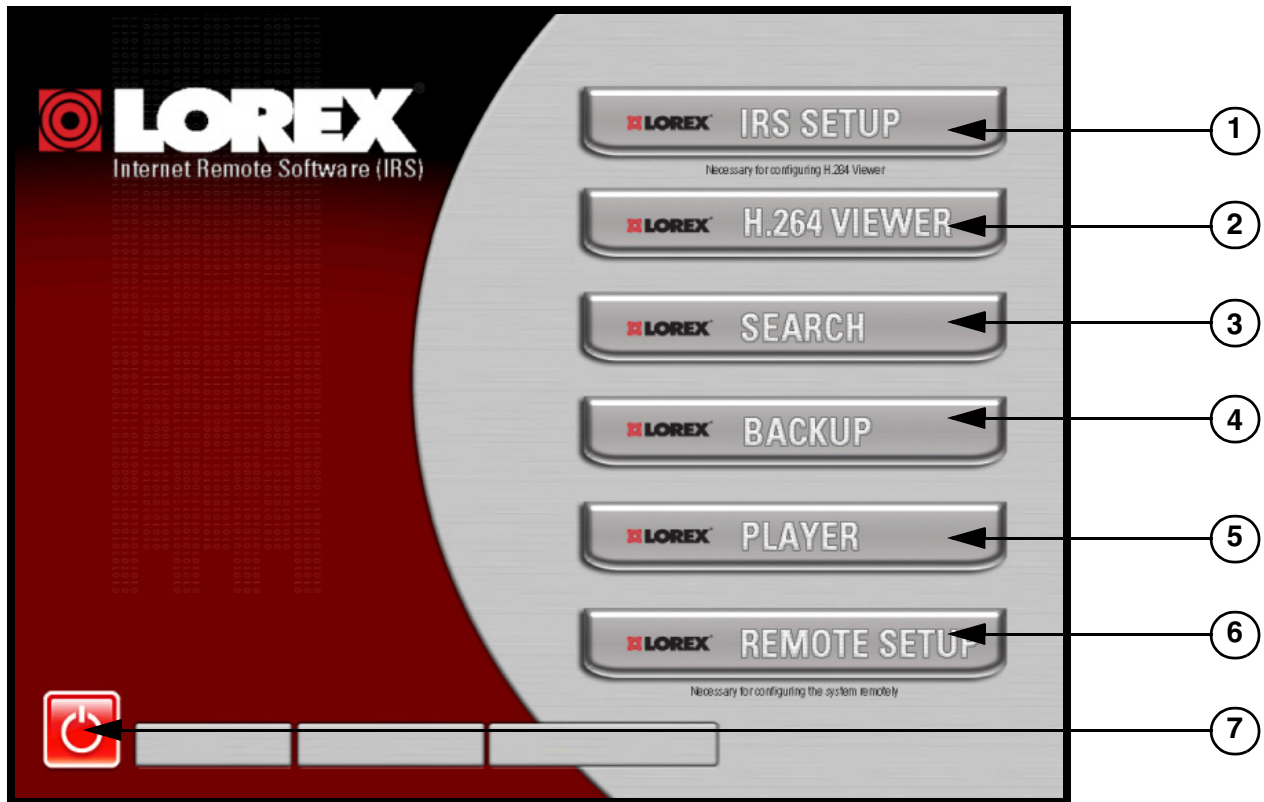 LOREX
Internet Remote Software (IRS)
LOREX IRS SETUP
Necessary for configuring H.264 Viewer
LOREX H.264 VIEWER
LOREX SEARCH
LOREX BACKUP
LOREX PLAYER
LOREX REMOTE SETUP
Necessary for configuring the system remotely
1
2
3
4
5
6
7